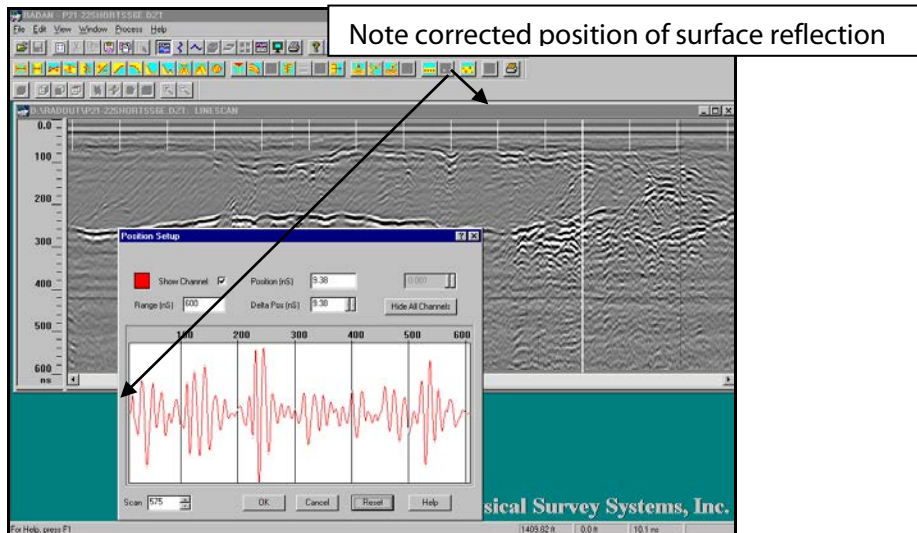 RADAN - P21-22SHORTSSGE.DZT
Note corrected position of surface reflection
File Edit View Window Process Help
D:\RADOUT\P21-22SHORTSSGE.DZT: LINESCAN
0.0
100
200
300
400
500
600
ns
Position Setup
Show Channel
Position (nS) 9.38
0.001
Range (nS) 600
Delta Pos (nS) 9.38
Hide All Channels
100 200 300 400 500 600
Scan 575
OK Cancel Reset Help
sical Survey Systems, Inc.
For Help, press F1
1409.82 ft 0.0 ft 10.1 ns